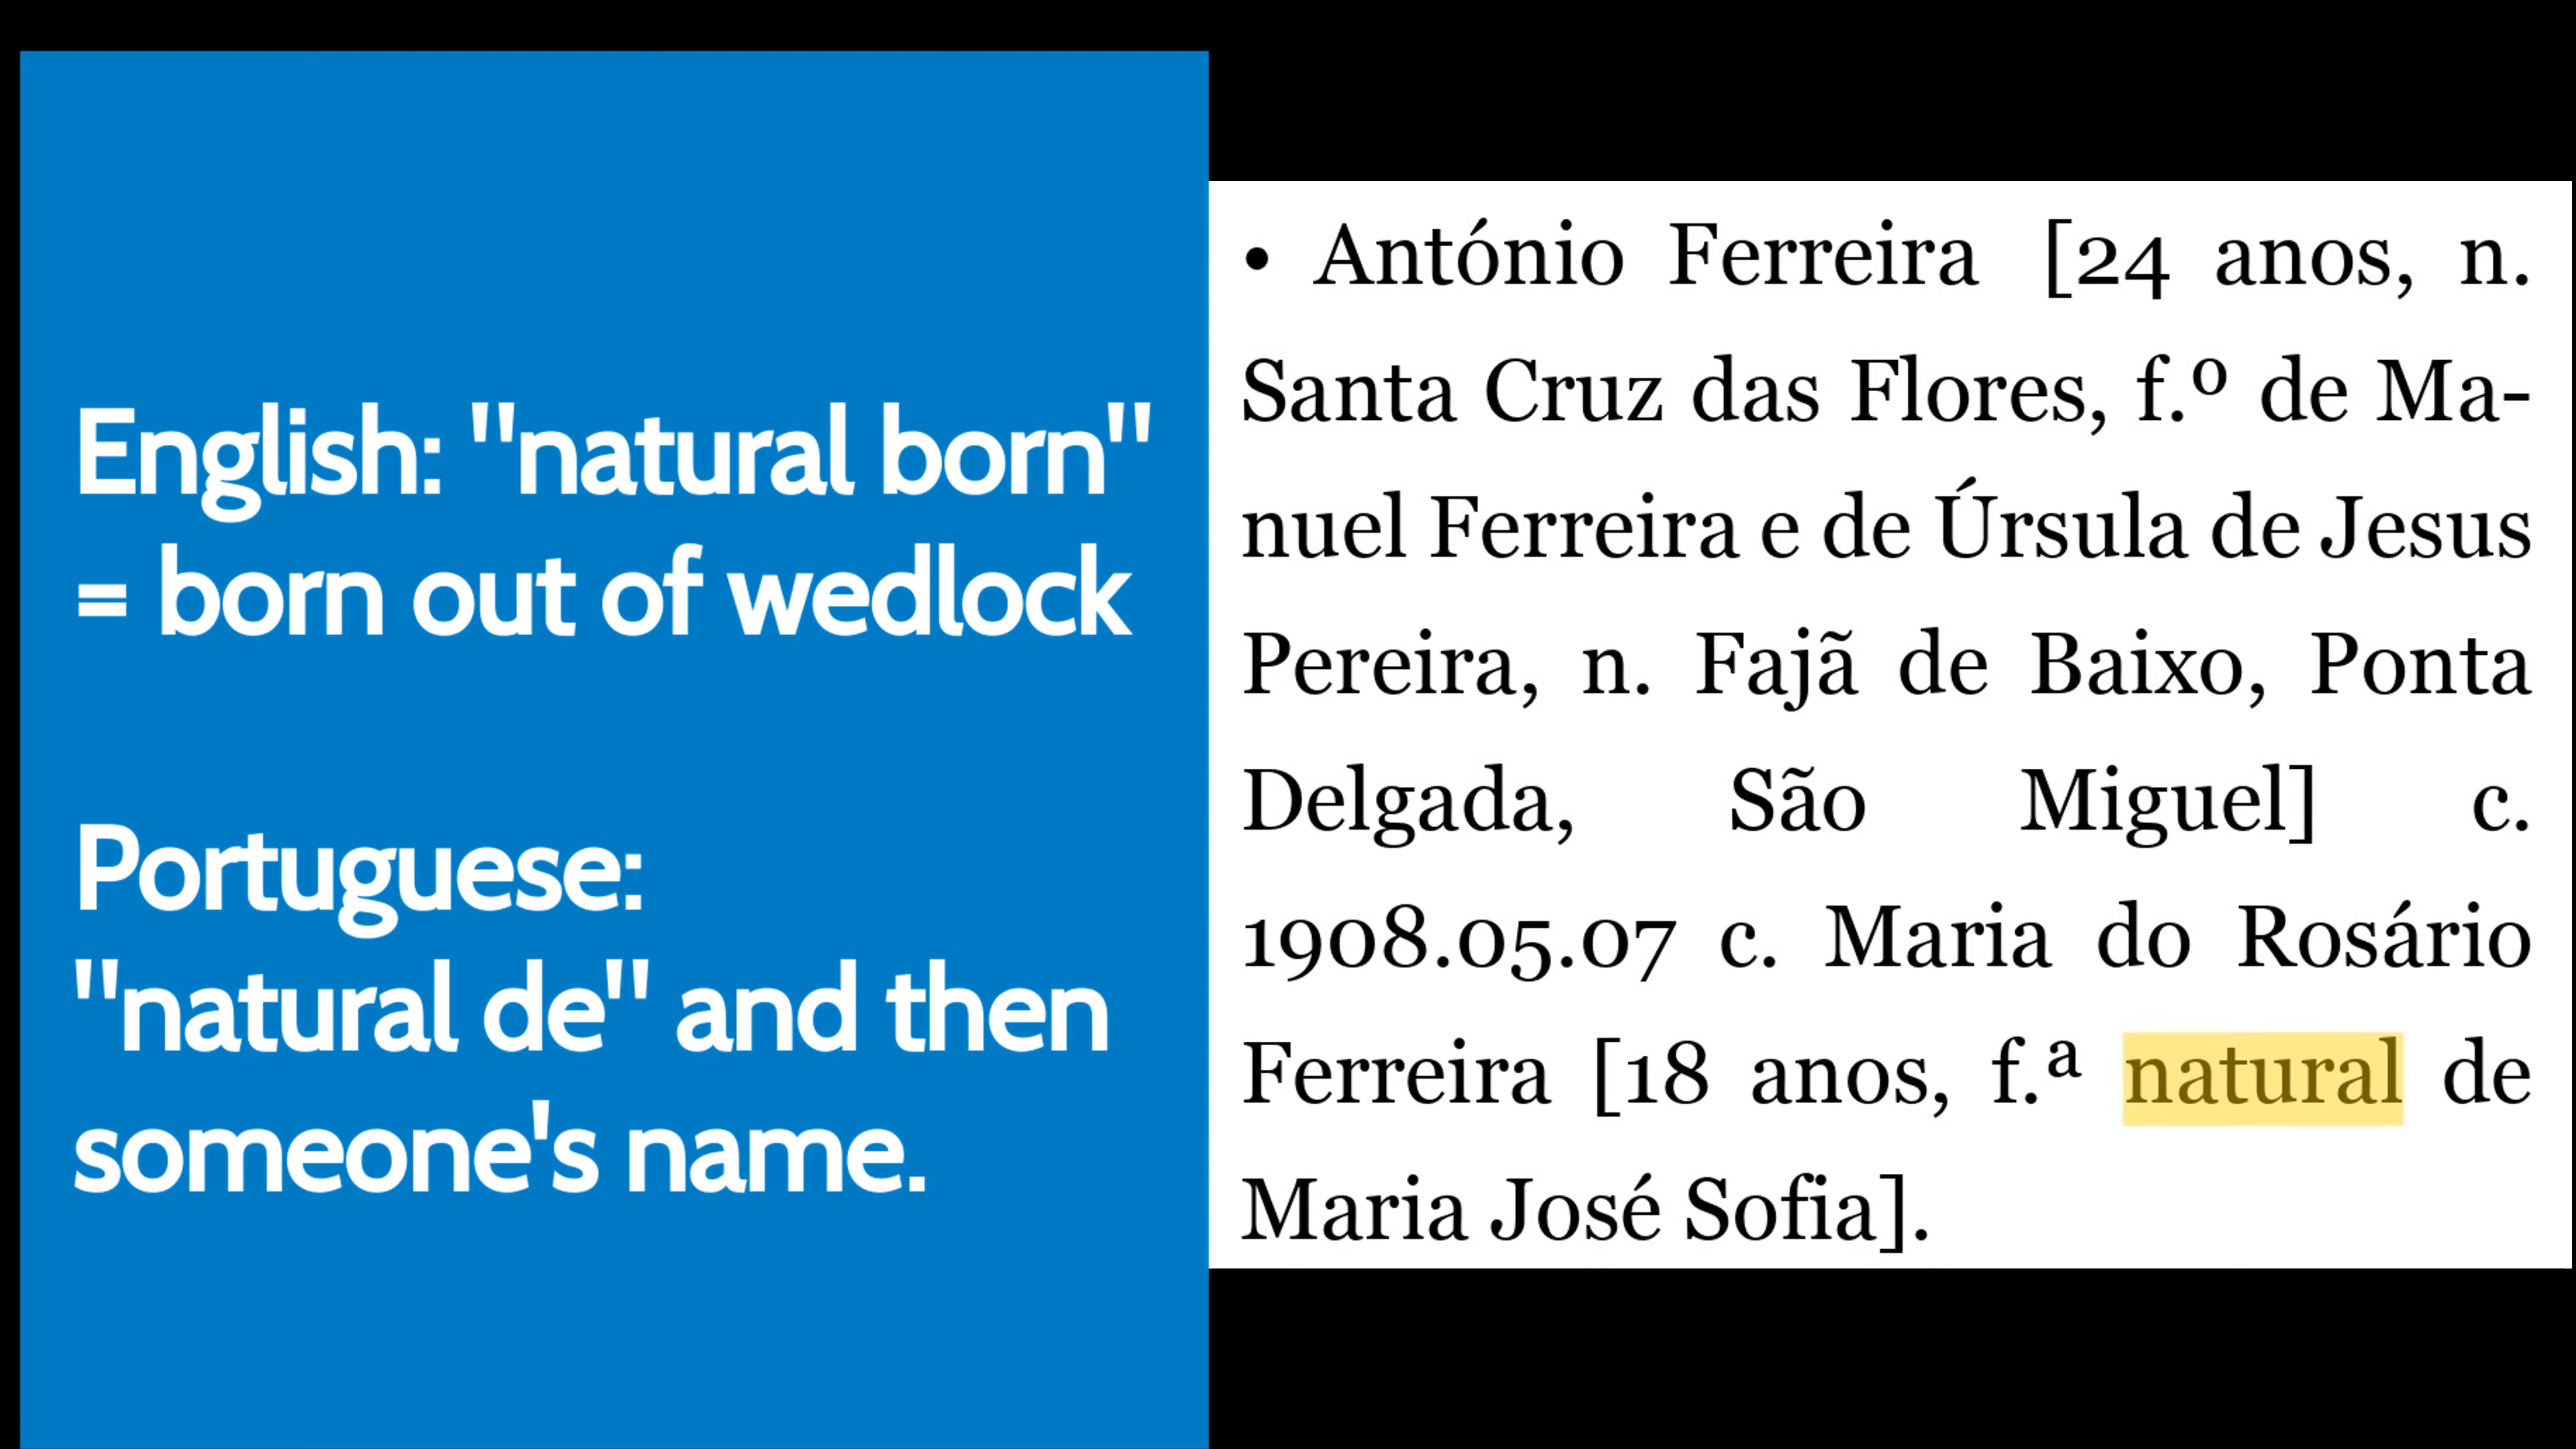 English: "natural born"
= born out of wedlock
Portuguese:
"natural de" and then
someone's name.
• António Ferreira [24 anos, n.
Santa Cruz das Flores, f.º de Ma-
nuel Ferreira e de Úrsula de Jesus
Pereira, n. Fajã de Baixo, Ponta
Delgada, São Miguel] c.
1908.05.07 c. Maria do Rosário
Ferreira [18 anos, f.ª natural de
Maria José Sofia].